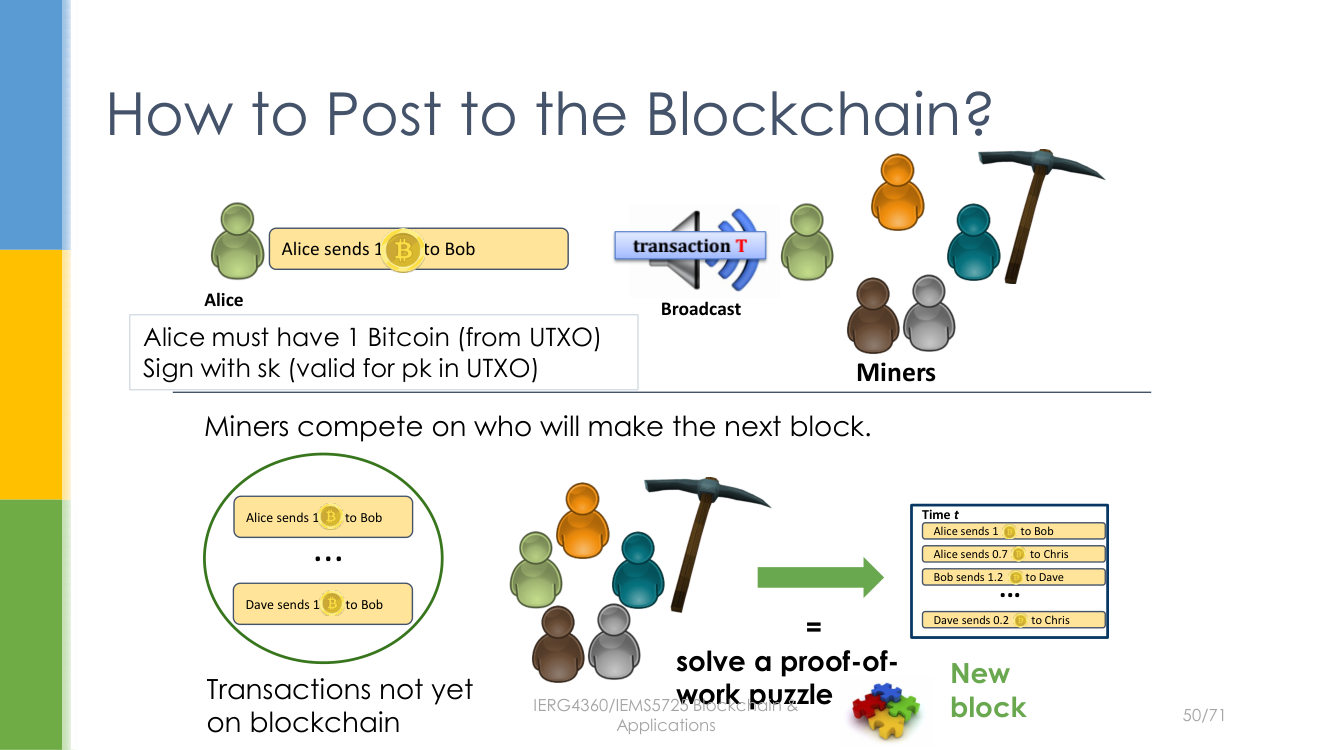 How to Post to the Blockchain?
Alice sends 1 to Bob
transaction T
Alice
Broadcast
Alice must have 1 Bitcoin (from UTXO)
Sign with sk (valid for pk in UTXO)
Miners
Miners compete on who will make the next block.
Alice sends 1 to Bob
...
Dave sends 1 to Bob
Transactions not yet
on blockchain
=
solve a proof-of-
work puzzle
Time t
Alice sends 1 to Bob
Alice sends 0.7 to Chris
Bob sends 1.2 to Dave
...
Dave sends 0.2 to Chris
New
block
IERG4360/IEMS5725 Blockchain &
Applications
50/71